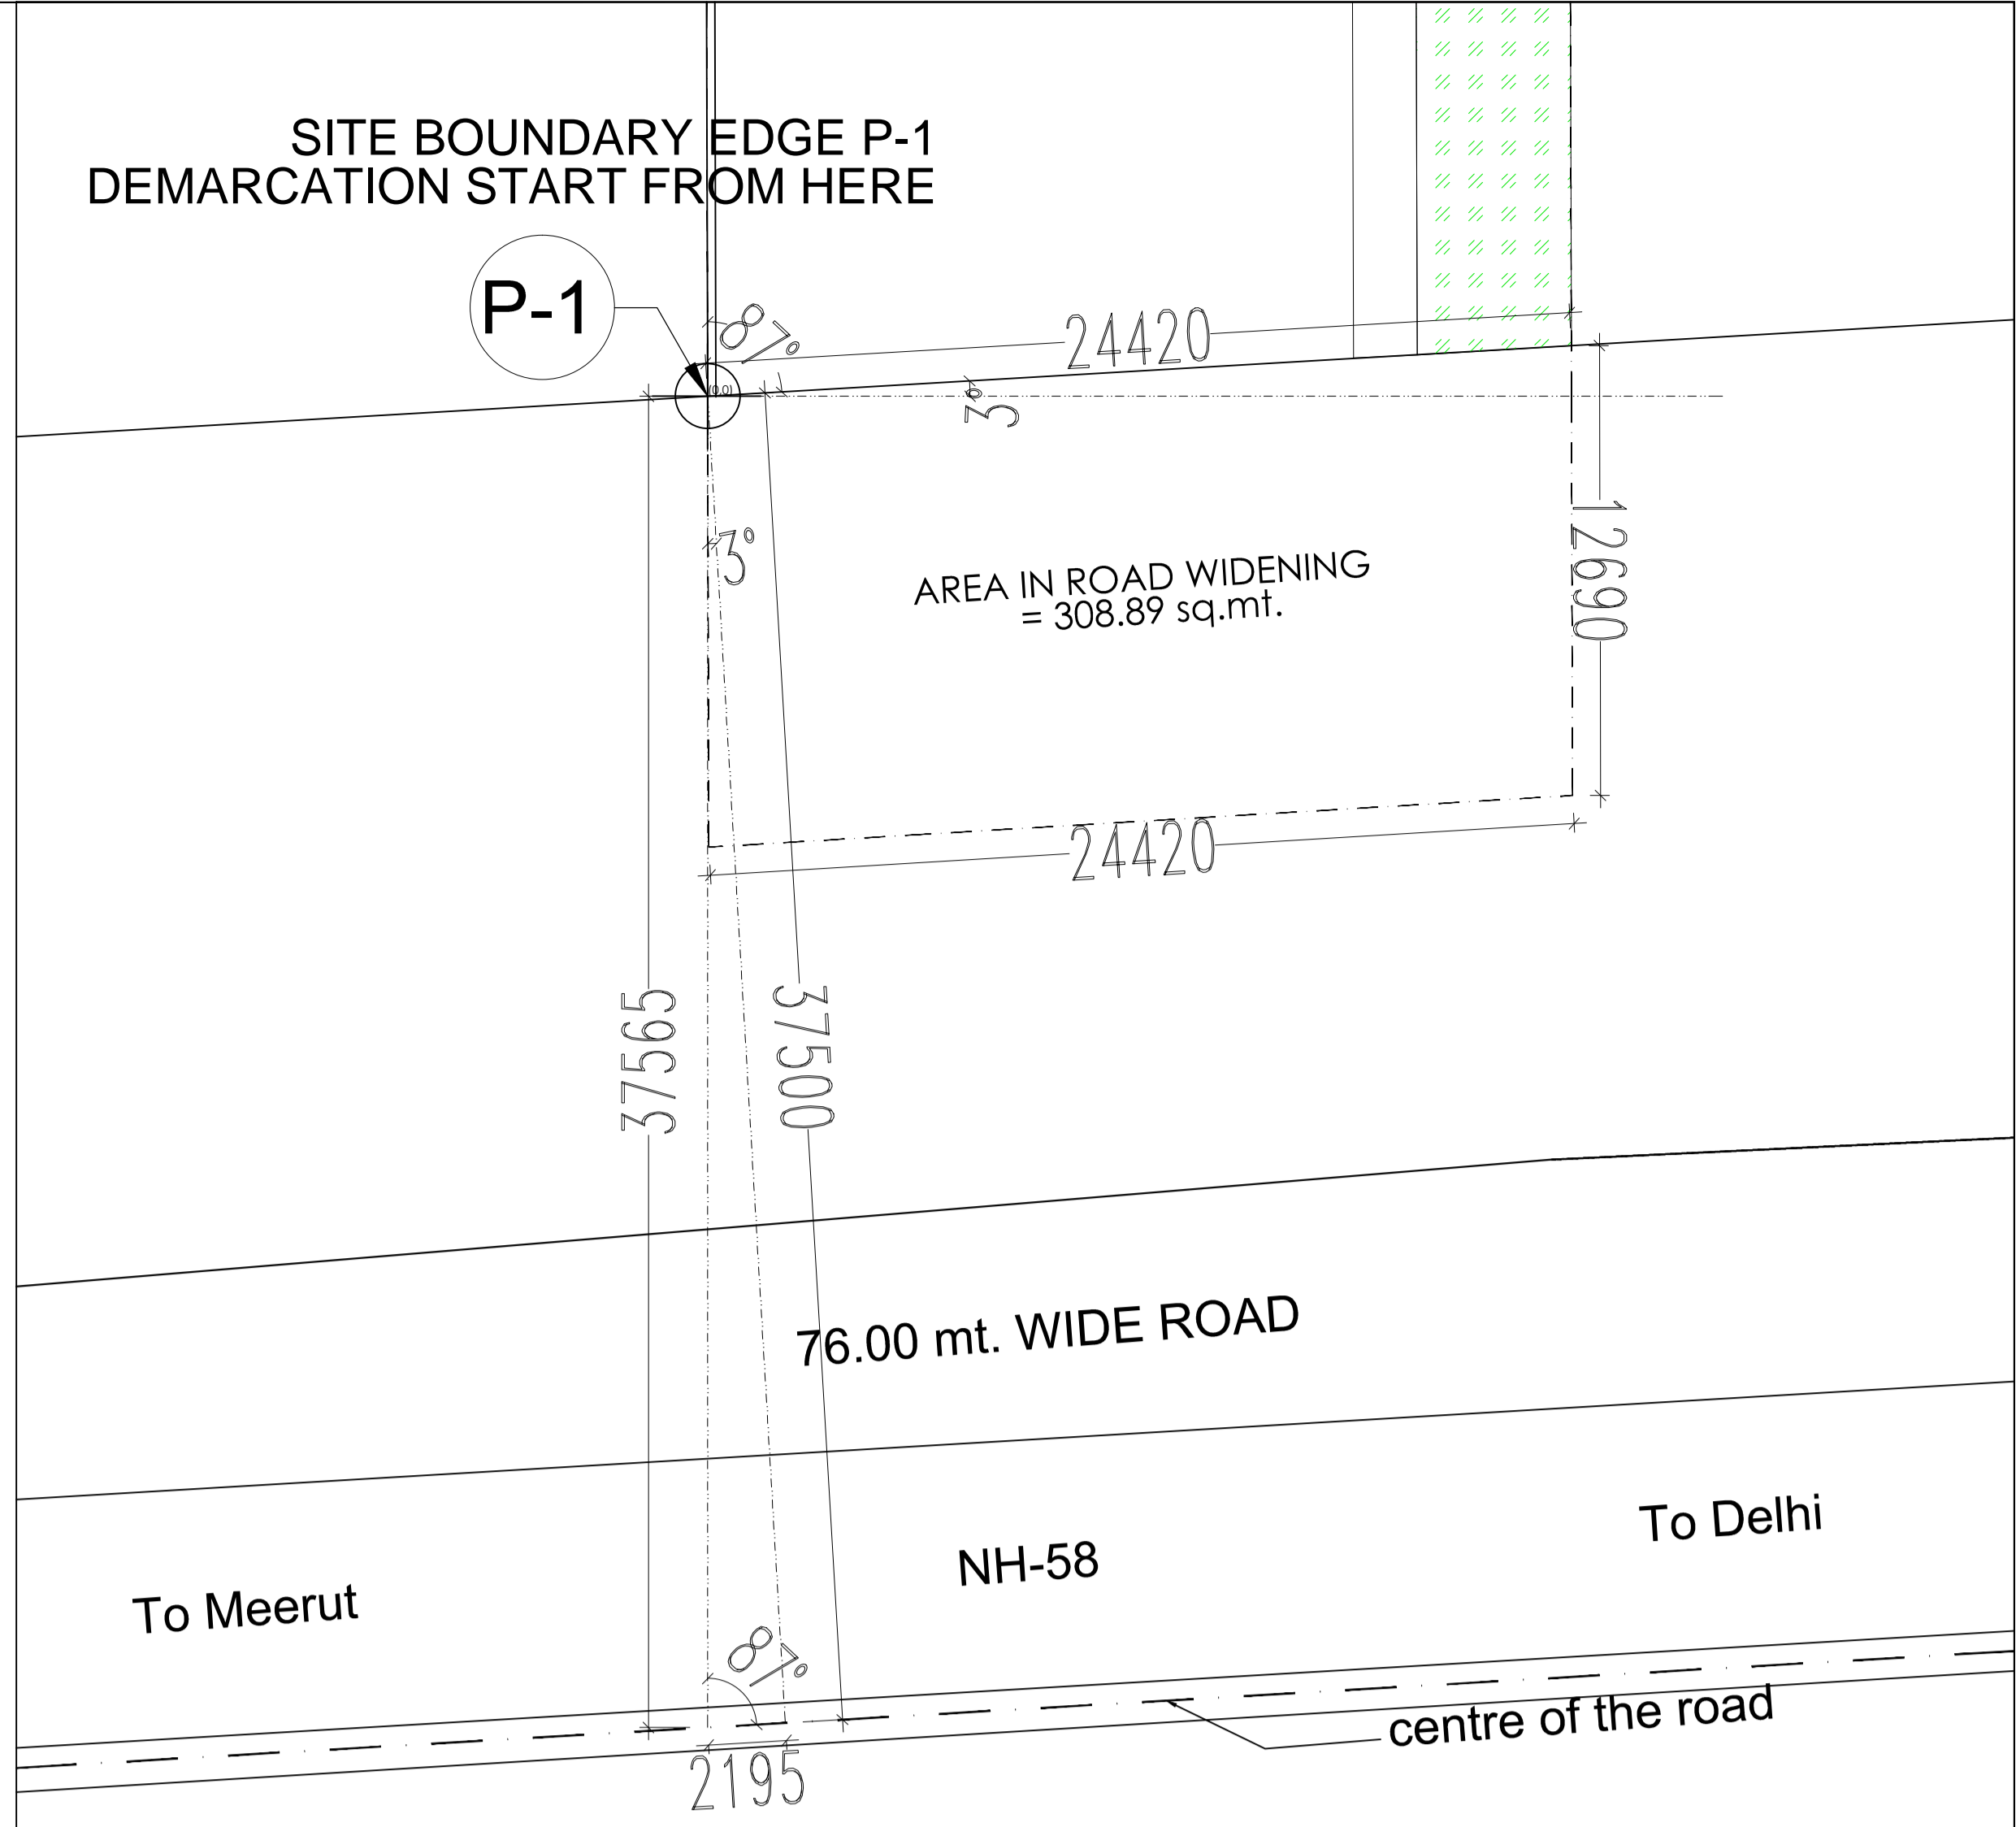 SITE BOUNDARY EDGE P-1
DEMARCATION START FROM HERE
P-1
87°
24420
(0,0)
3°
3°
12690
AREA IN ROAD WIDENING
= 308.89 sq.mt.
24420
37565
37500
76.00 mt. WIDE ROAD
To Delhi
NH-58
To Meerut
87°
centre of the road
2195